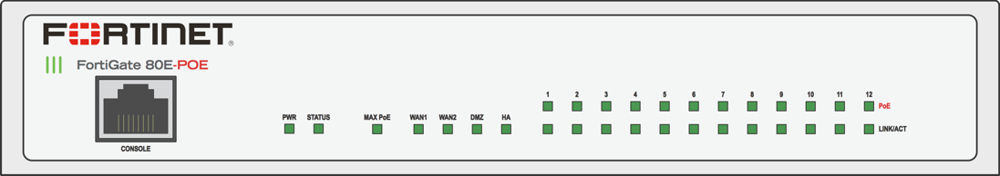 FORTINET®
FortiGate 80E-POE
CONSOLE
PWR STATUS MAX PoE WAN1 WAN2 DMZ HA
1 2 3 4 5 6 7 8 9 10 11 12
PoE
LINK/ACT